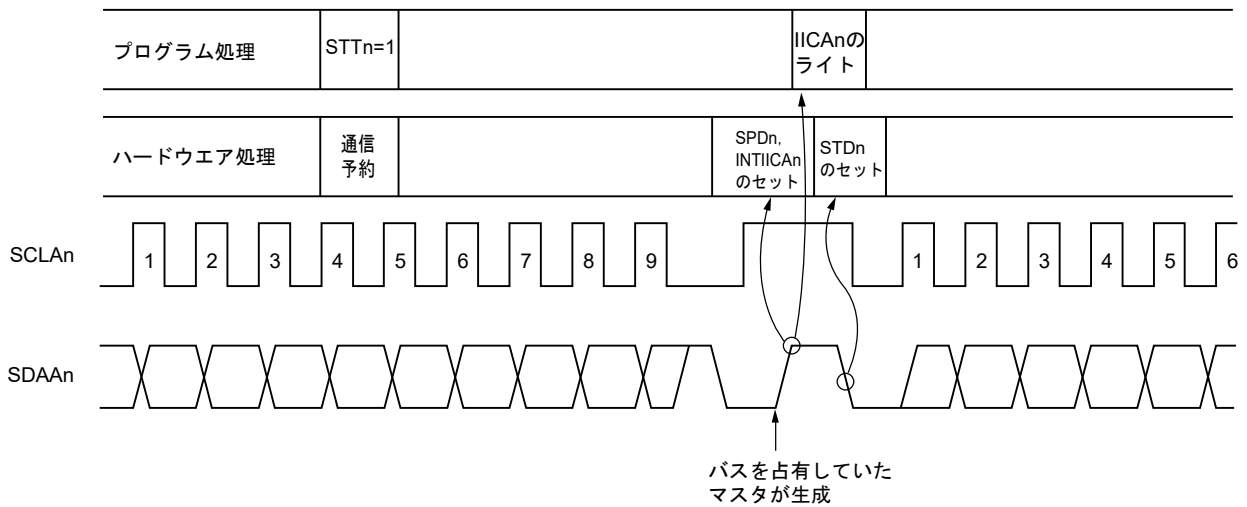 プログラム処理
STTn=1
IICAnの
ライト
ハードウエア処理
通信
予約
SPDn,
INTIICAn
のセット
STDn
のセット
SCLAn
1 2 3 4 5 6 7 8 9 1 2 3 4 5 6
SDAAn
バスを占有していた
マスタが生成